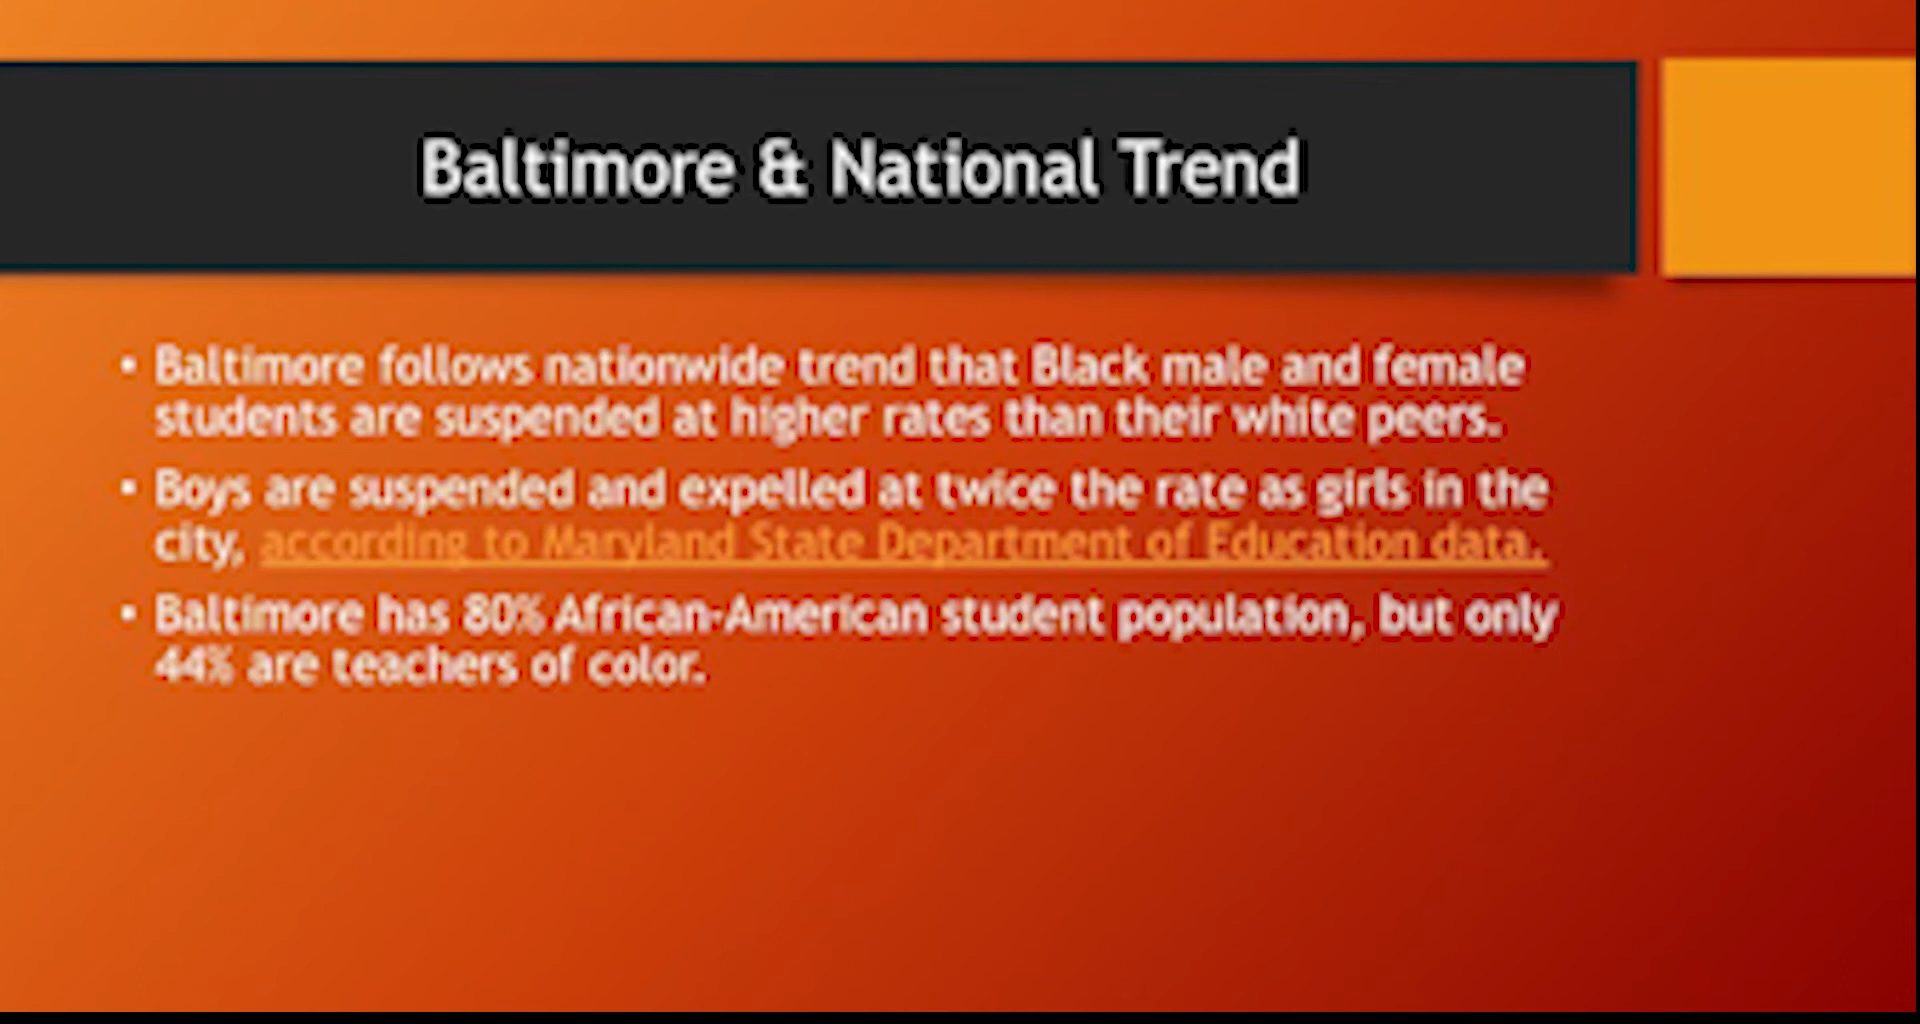 Baltimore & National Trend
• Baltimore follows nationwide trend that Black male and female
students are suspended at higher rates than their white peers.
• Boys are suspended and expelled at twice the rate as girls in the
city, according to Maryland State Department of Education data.
• Baltimore has 80% African-American student population, but only
44% are teachers of color.